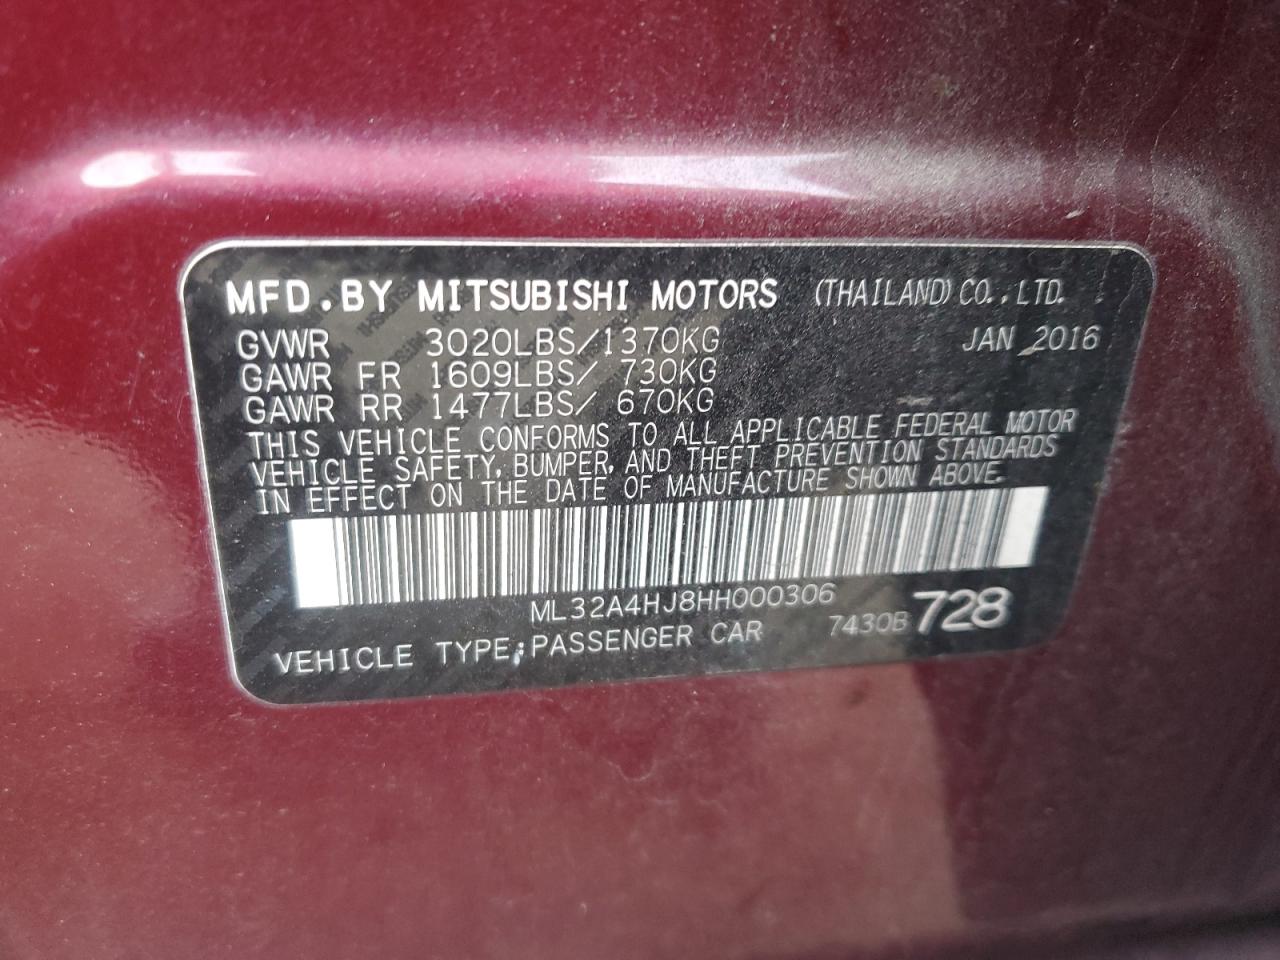 MFD.BY MITSUBISHI MOTORS (THAILAND) CO.,LTD.
GVWR 3020LBS/1370KG JAN 2016
GAWR FR 1609LBS/ 730KG
GAWR RR 1477LBS/ 670KG
THIS VEHICLE CONFORMS TO ALL APPLICABLE FEDERAL MOTOR
VEHICLE SAFETY, BUMPER, AND THEFT PREVENTION STANDARDS
IN EFFECT ON THE DATE OF MANUFACTURE SHOWN ABOVE.
ML32A4HJ8HH000306
VEHICLE TYPE:PASSENGER CAR 7430B 728